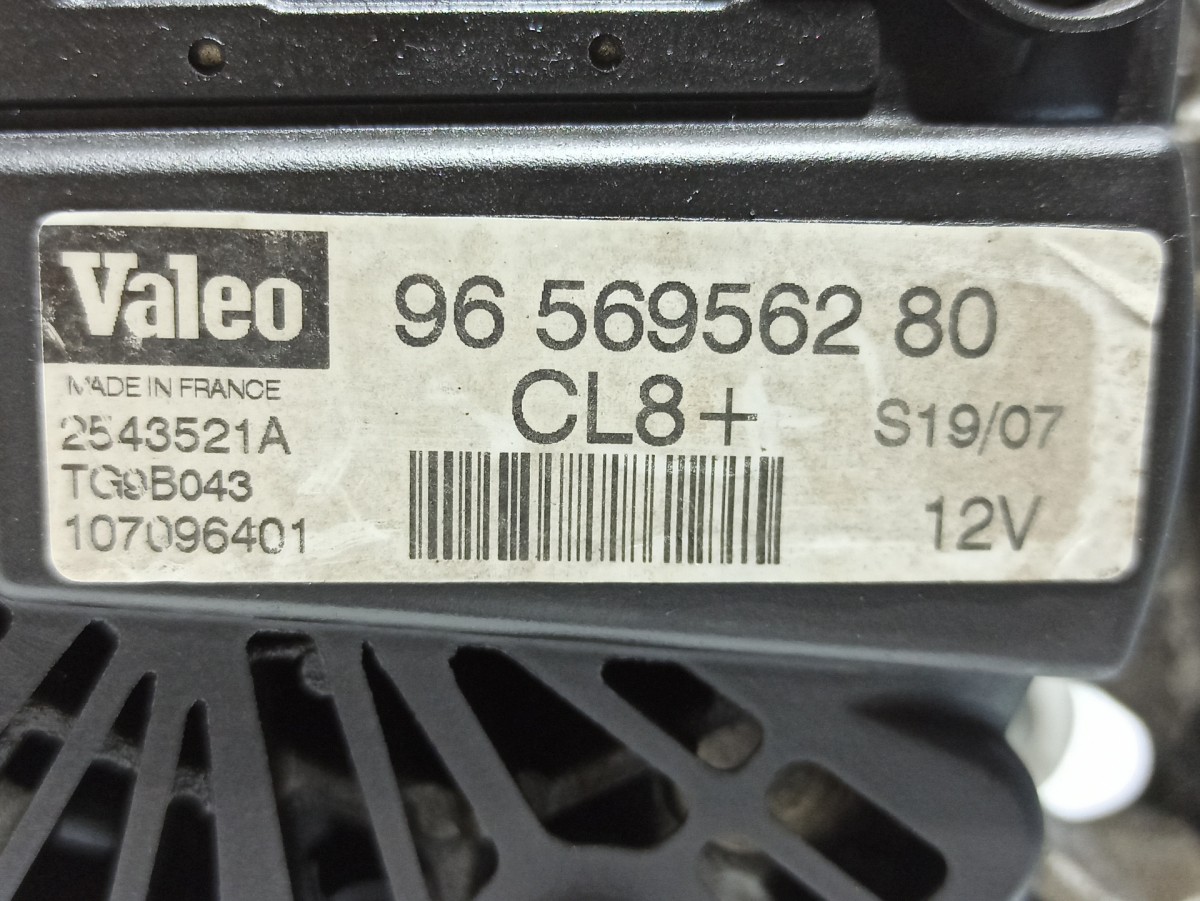 Valeo
96 569562 80
MADE IN FRANCE
CL8+
2543521A
S19/07
TG9B043
107096401
12V